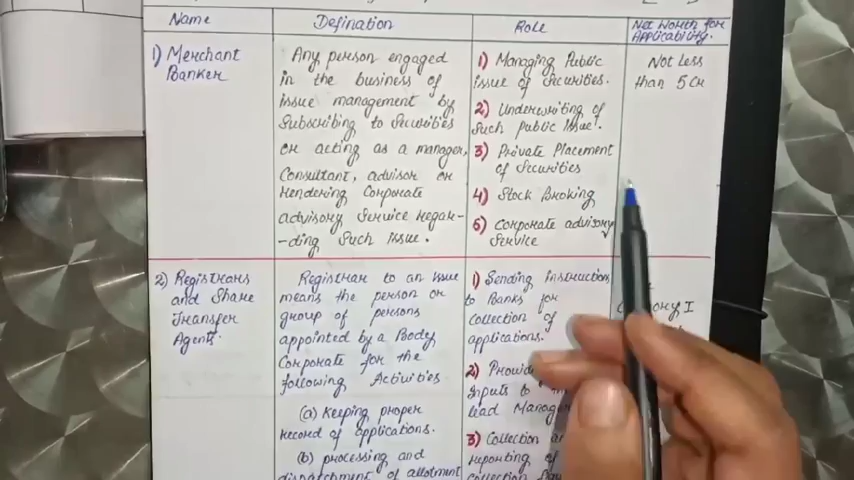 Name
Defination
Role
Net Worth for
Applicability.
1) Merchant
Banker
Any person engaged
in the business of
issue management by
Subscribing to Securities
or acting as a manager,
Consultant, advisor or
rendering Corporate
advisory Service regar-
-ding Such issue.
1) Managing Public
issue of Securities.
2) Underwriting of
Such public Issue.
3) Private Placement
of Securities
4) Stock Broking
5) Corporate advisory
Service
Not Less
than 5 Cr
2) Registrars
and Share
Transfer
Agents.
Registrar to an issue
means the person or
group of persons
appointed by a Body
Corporate for the
following Activities
(a) Keeping proper
record of applications.
(b) processing and
dispatchment of allotment
1) Sending instructions
to Banks for
collection of
applications.
2)
Inputs to
lead
3) Collection
reporting of
I